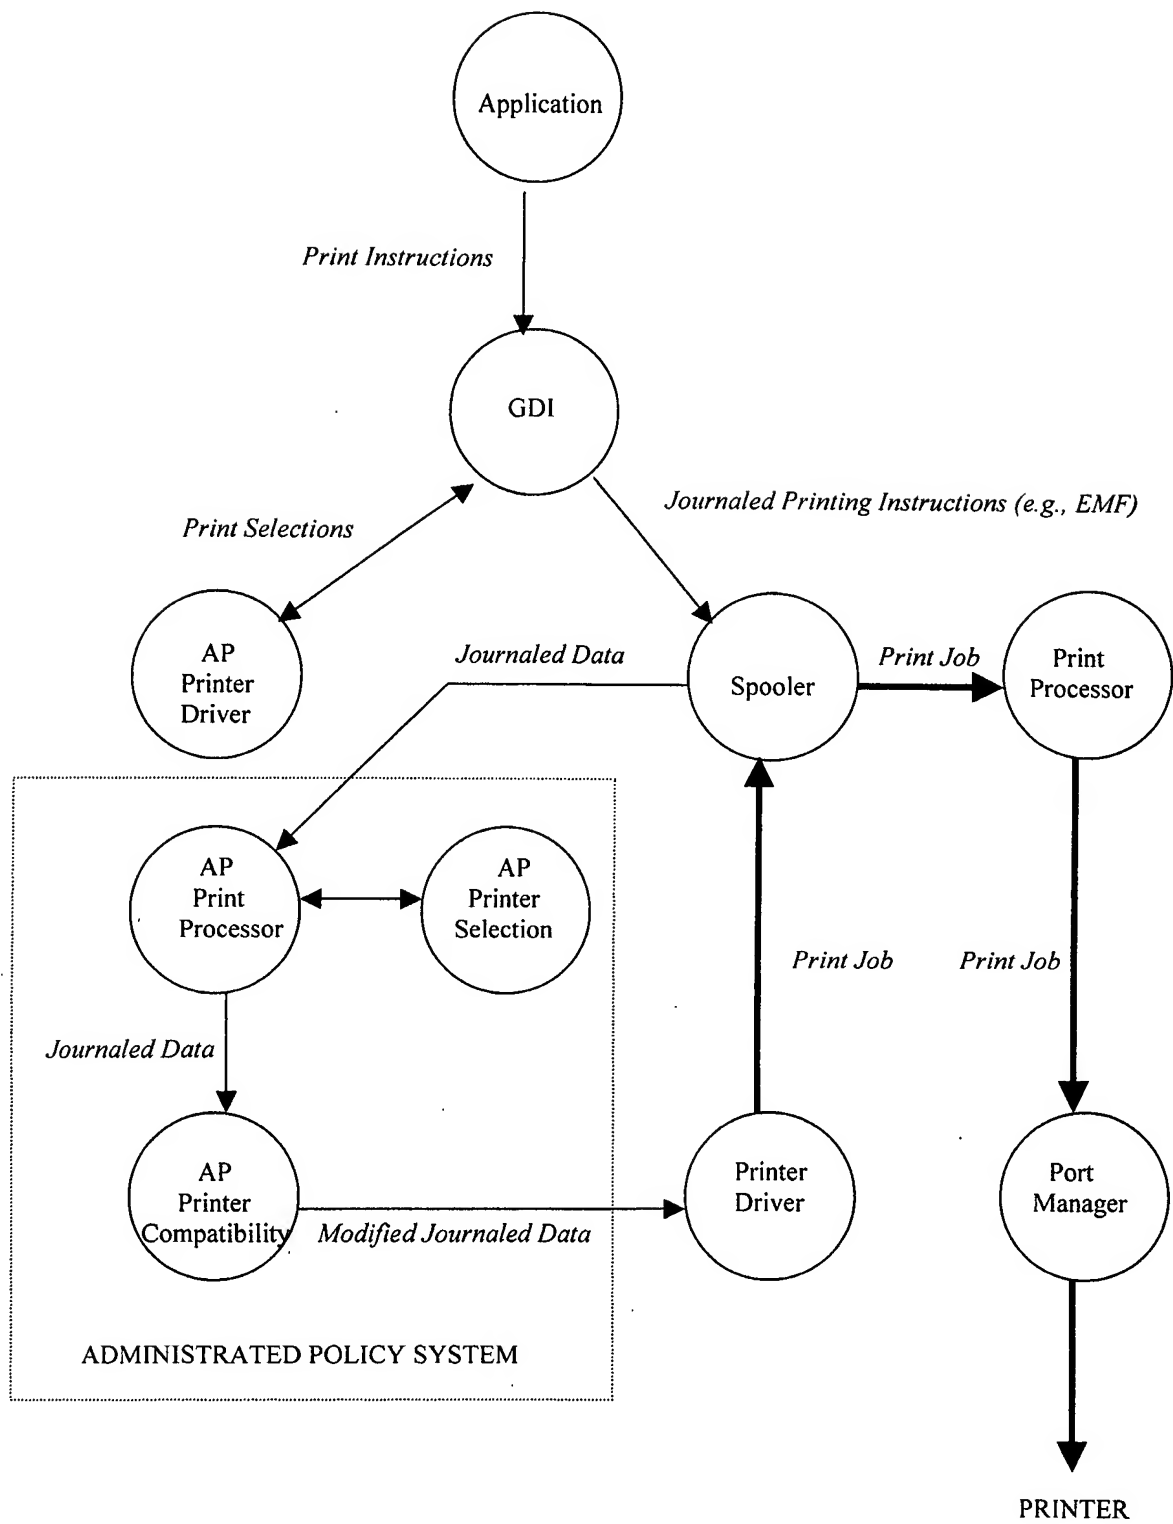 Application
Print Instructions
GDI
Journaled Printing Instructions (e.g., EMF)
Print Selections
AP
Printer
Driver
Journaled Data
Spooler
Print Job
Print
Processor
AP
Print
Processor
AP
Printer
Selection
Print Job
Print Job
Journaled Data
AP
Printer
Compatibility
Modified Journaled Data
Printer
Driver
Port
Manager
ADMINISTRATED POLICY SYSTEM
PRINTER